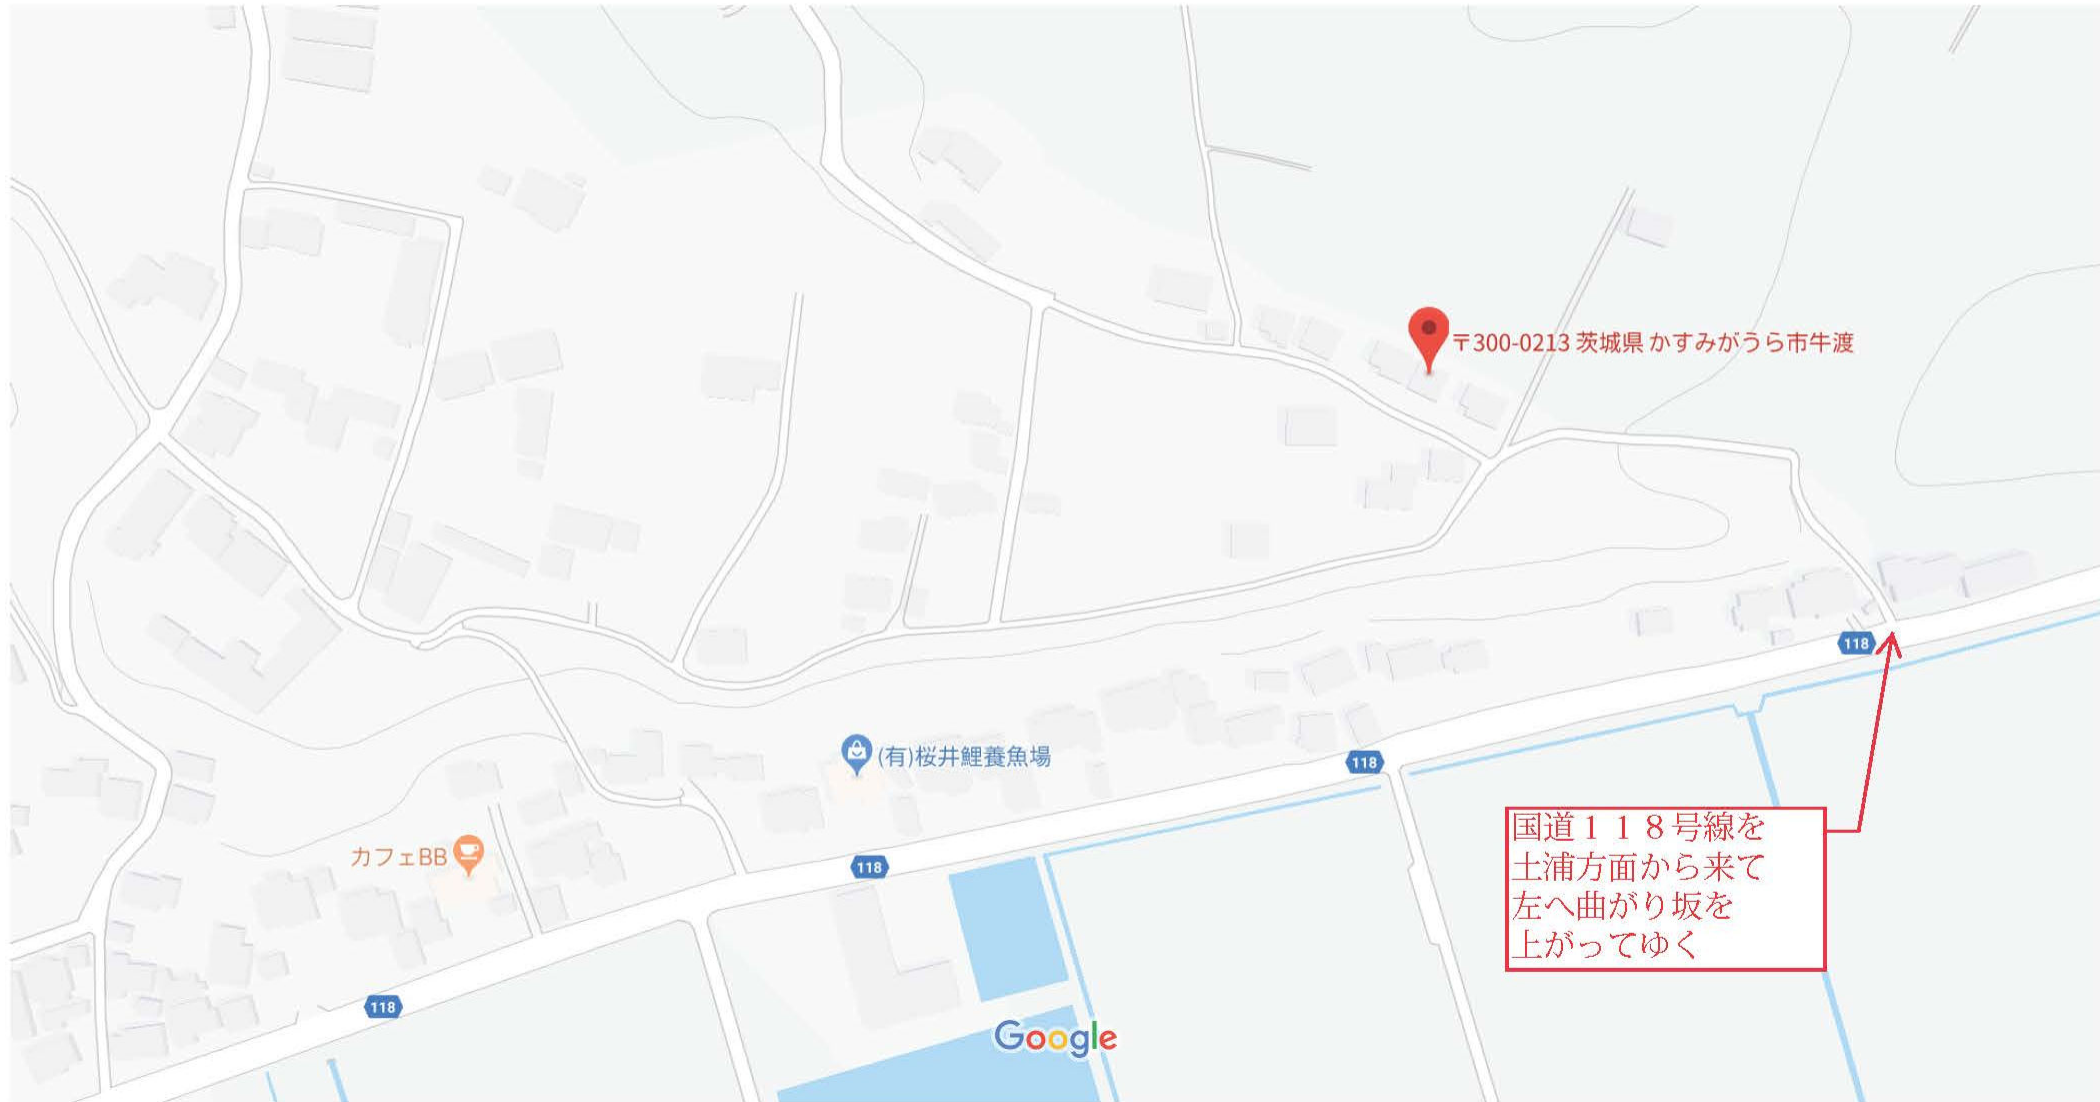 〒300-0213 茨城県 かすみがうら市牛渡
118
(有)桜井鯉養魚場
118
国道１１８号線を
土浦方面から来て
左へ曲がり坂を
上がってゆく
カフェBB
118
118
Google